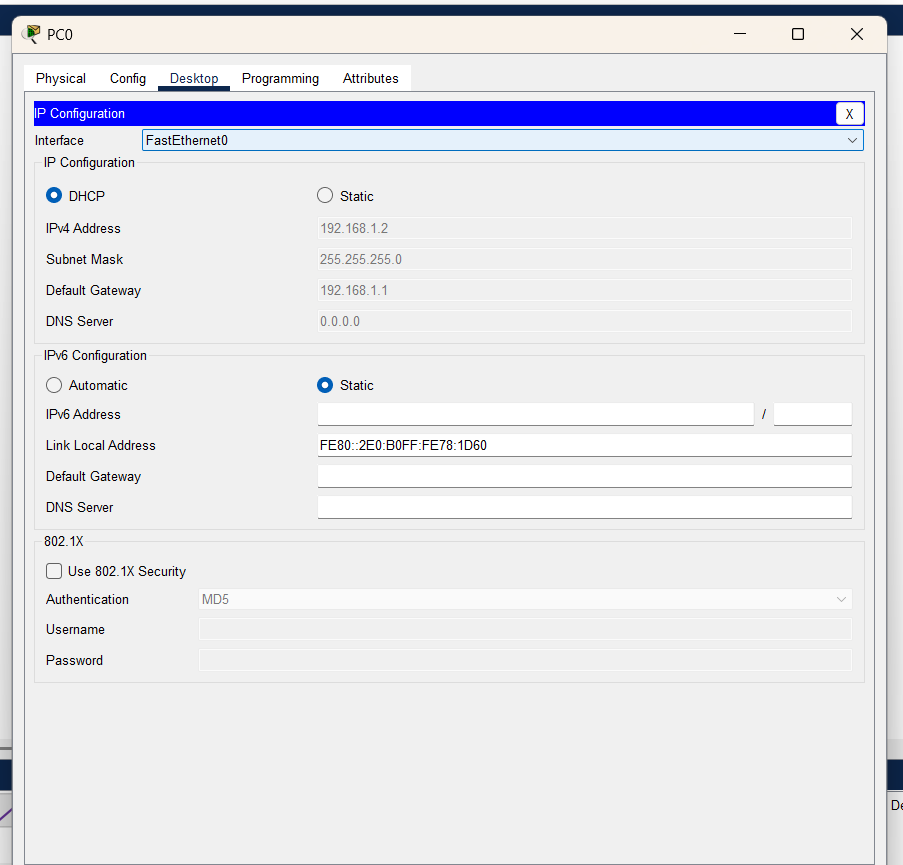 PC0
Physical Config Desktop Programming Attributes
IP Configuration X
Interface FastEthernet0
IP Configuration
DHCP Static
IPv4 Address 192.168.1.2
Subnet Mask 255.255.255.0
Default Gateway 192.168.1.1
DNS Server 0.0.0.0
IPv6 Configuration
Automatic Static
IPv6 Address /
Link Local Address FE80::2E0:B0FF:FE78:1D60
Default Gateway
DNS Server
802.1X
Use 802.1X Security
Authentication MD5
Username
Password